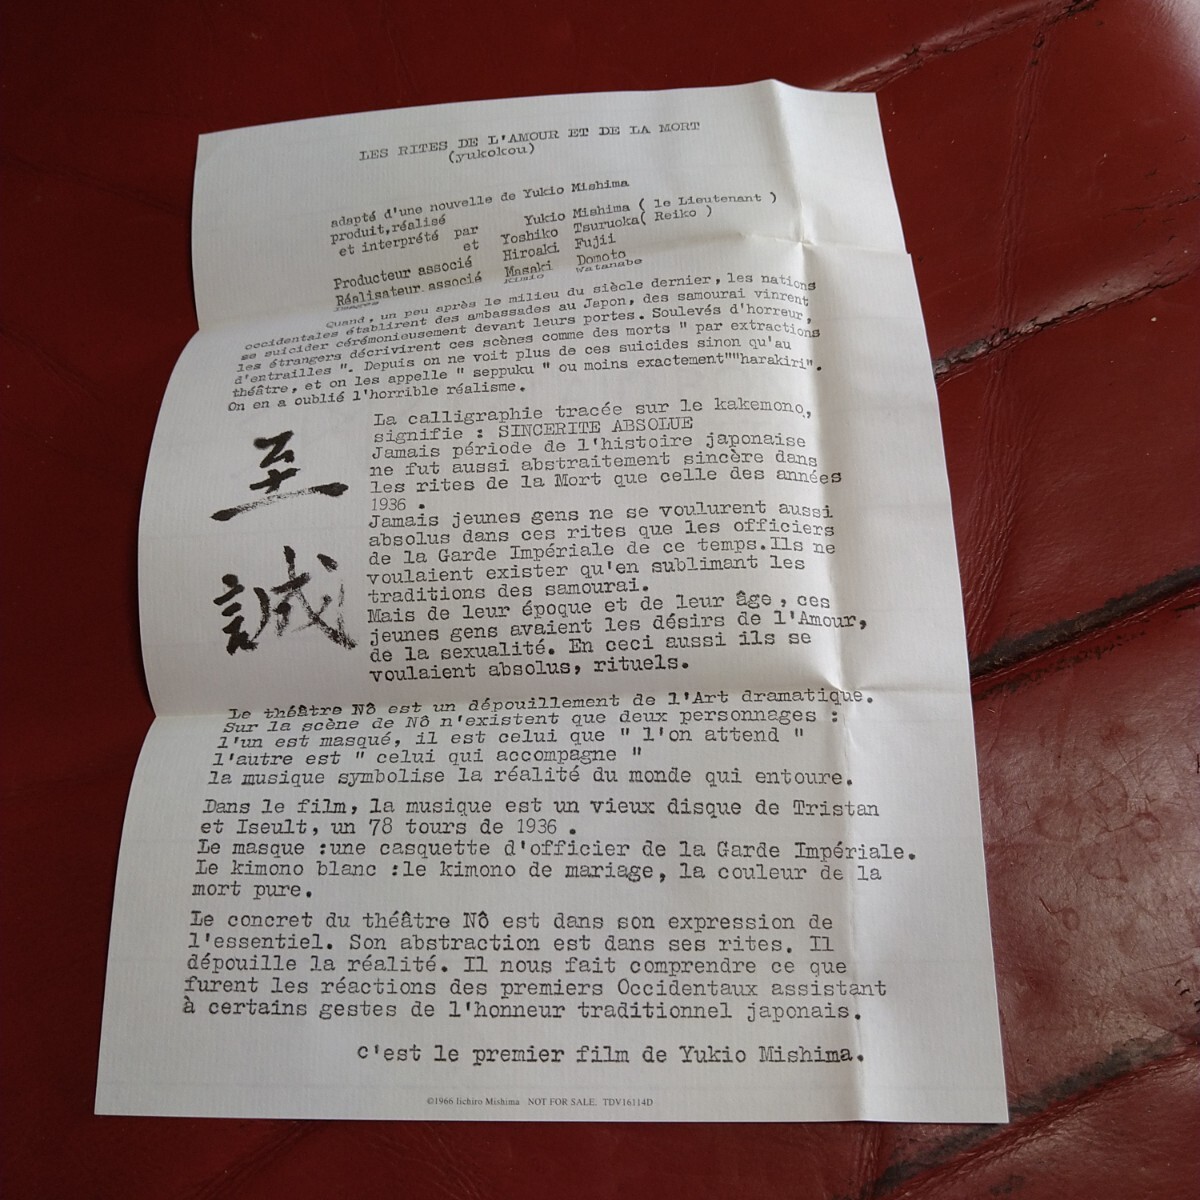 LES RITES DE L'AMOUR ET DE LA MORT
(yukokou)
adapté d'une nouvelle de Yukio Mishima
produit,réalisé
et interprété par Yukio Mishima ( le Lieutenant )
et Yoshiko Tsuruoka( Reiko )
Producteur associé Hiroaki Fujii
Réalisateur associé Masaki Domoto
Images Kimio Watanabe
Quand, un peu après le milieu du siècle dernier, les nations
occidentales établirent des ambassades au Japon, des samourai vinrent
se suicider cérémonieusement devant leurs portes. Soulevés d'horreur,
les étrangers décrivirent ces scènes comme des morts " par extractions
d'entrailles ". Depuis on ne voit plus de ces suicides sinon qu'au
théâtre, et on les appelle " seppuku " ou moins exactement""harakiri".
On en a oublié l'horrible réalisme.
至
誠
La calligraphie tracée sur le kakemono,
signifie : SINCERITE ABSOLUE
Jamais période de l'histoire japonaise
ne fut aussi abstraitement sincère dans
les rites de la Mort que celle des années
1936 .
Jamais jeunes gens ne se voulurent aussi
absolus dans ces rites que les officiers
de la Garde Impériale de ce temps.Ils ne
voulaient exister qu'en sublimant les
traditions des samourai.
Mais de leur époque et de leur âge , ces
jeunes gens avaient les désirs de l'Amour,
de la sexualité. En ceci aussi ils se
voulaient absolus, rituels.
Le théâtre Nô est un dépouillement de l'Art dramatique.
Sur la scène de Nô n'existent que deux personnages :
l'un est masqué, il est celui que " l'on attend "
l'autre est " celui qui accompagne "
la musique symbolise la réalité du monde qui entoure.
Dans le film, la musique est un vieux disque de Tristan
et Iseult, un 78 tours de 1936 .
Le masque :une casquette d'officier de la Garde Impériale.
Le kimono blanc :le kimono de mariage, la couleur de la
mort pure.
Le concret du théâtre Nô est dans son expression de
l'essentiel. Son abstraction est dans ses rites. Il
dépouille la réalité. Il nous fait comprendre ce que
furent les réactions des premiers Occidentaux assistant
à certains gestes de l'honneur traditionnel japonais.
c'est le premier film de Yukio Mishima.
©1966 Iichiro Mishima NOT FOR SALE. TDV16114D